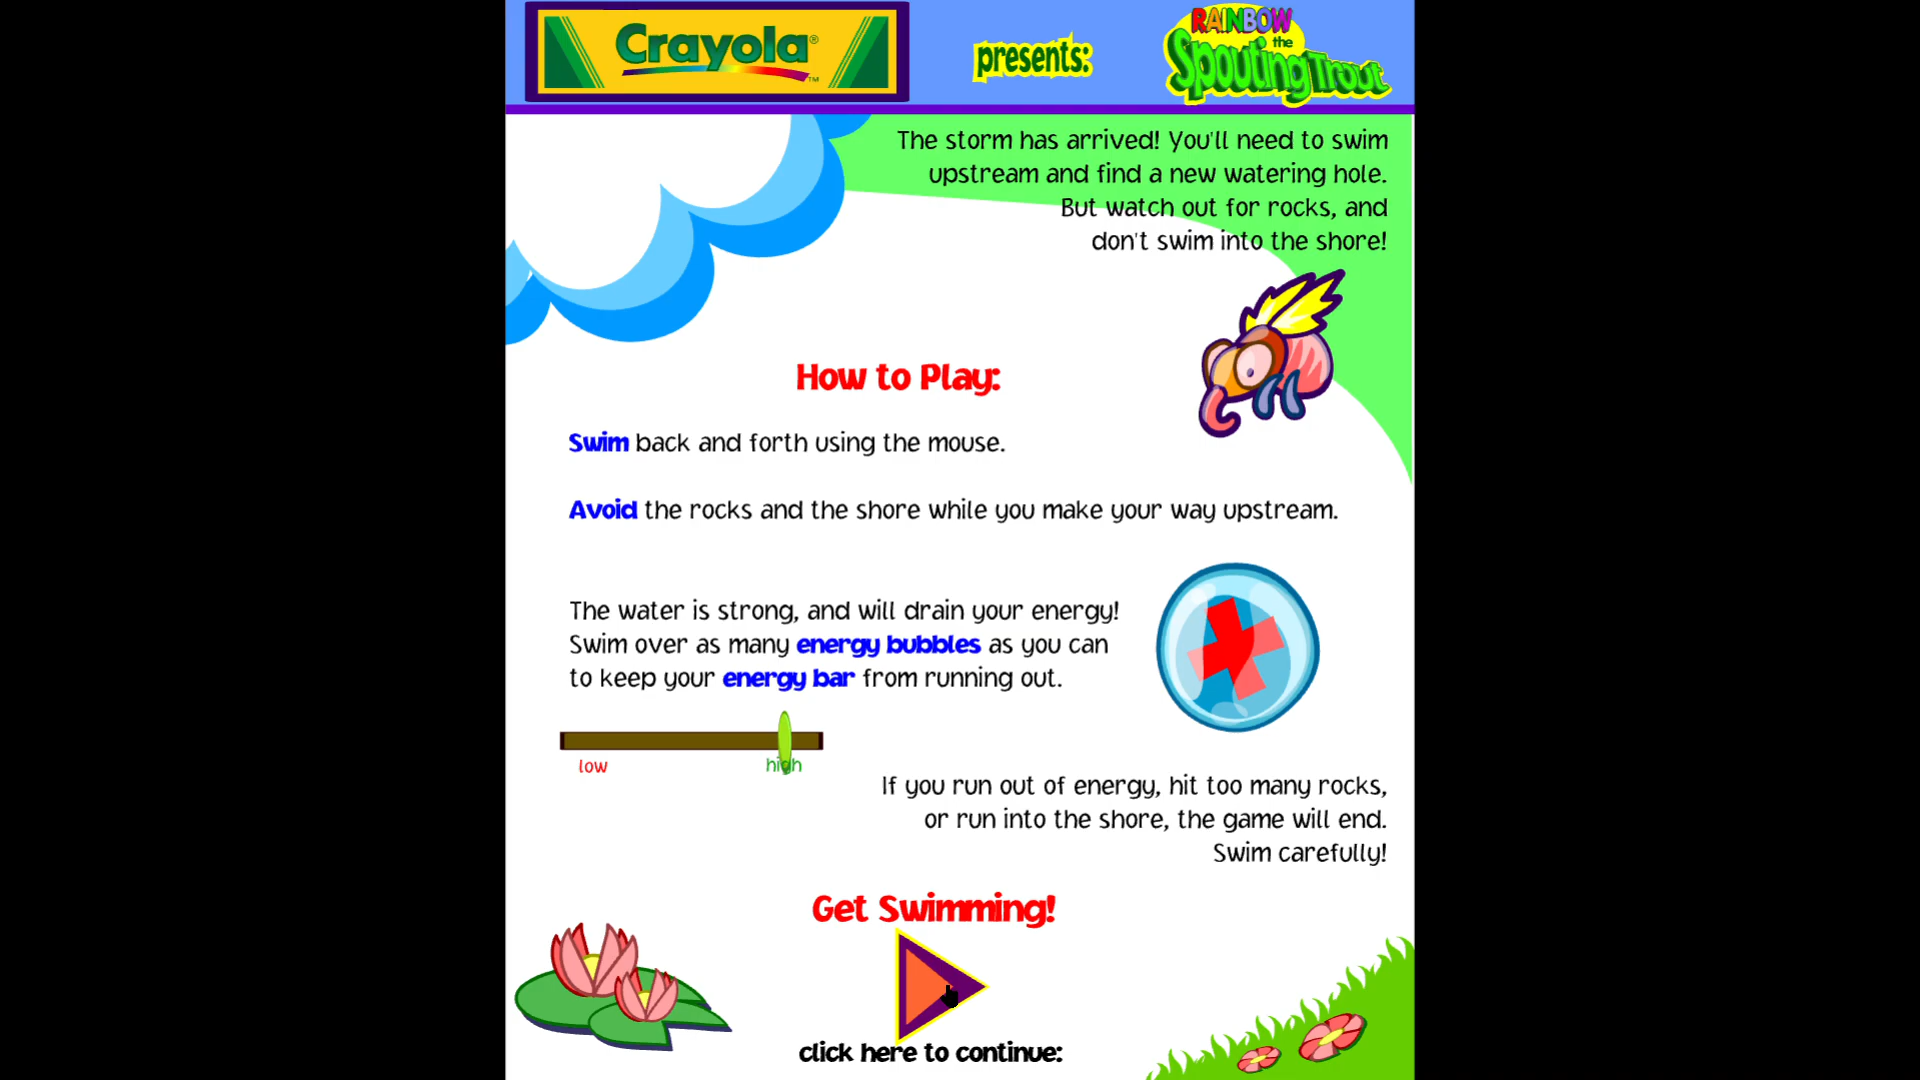 Crayola®
™
presents:
RAINBOW
the
Spouting Trout
The storm has arrived! You'll need to swim
upstream and find a new watering hole.
But watch out for rocks, and
don't swim into the shore!
How to Play:
Swim back and forth using the mouse.
Avoid the rocks and the shore while you make your way upstream.
The water is strong, and will drain your energy!
Swim over as many energy bubbles as you can
to keep your energy bar from running out.
low high
If you run out of energy, hit too many rocks,
or run into the shore, the game will end.
Swim carefully!
Get Swimming!
click here to continue: